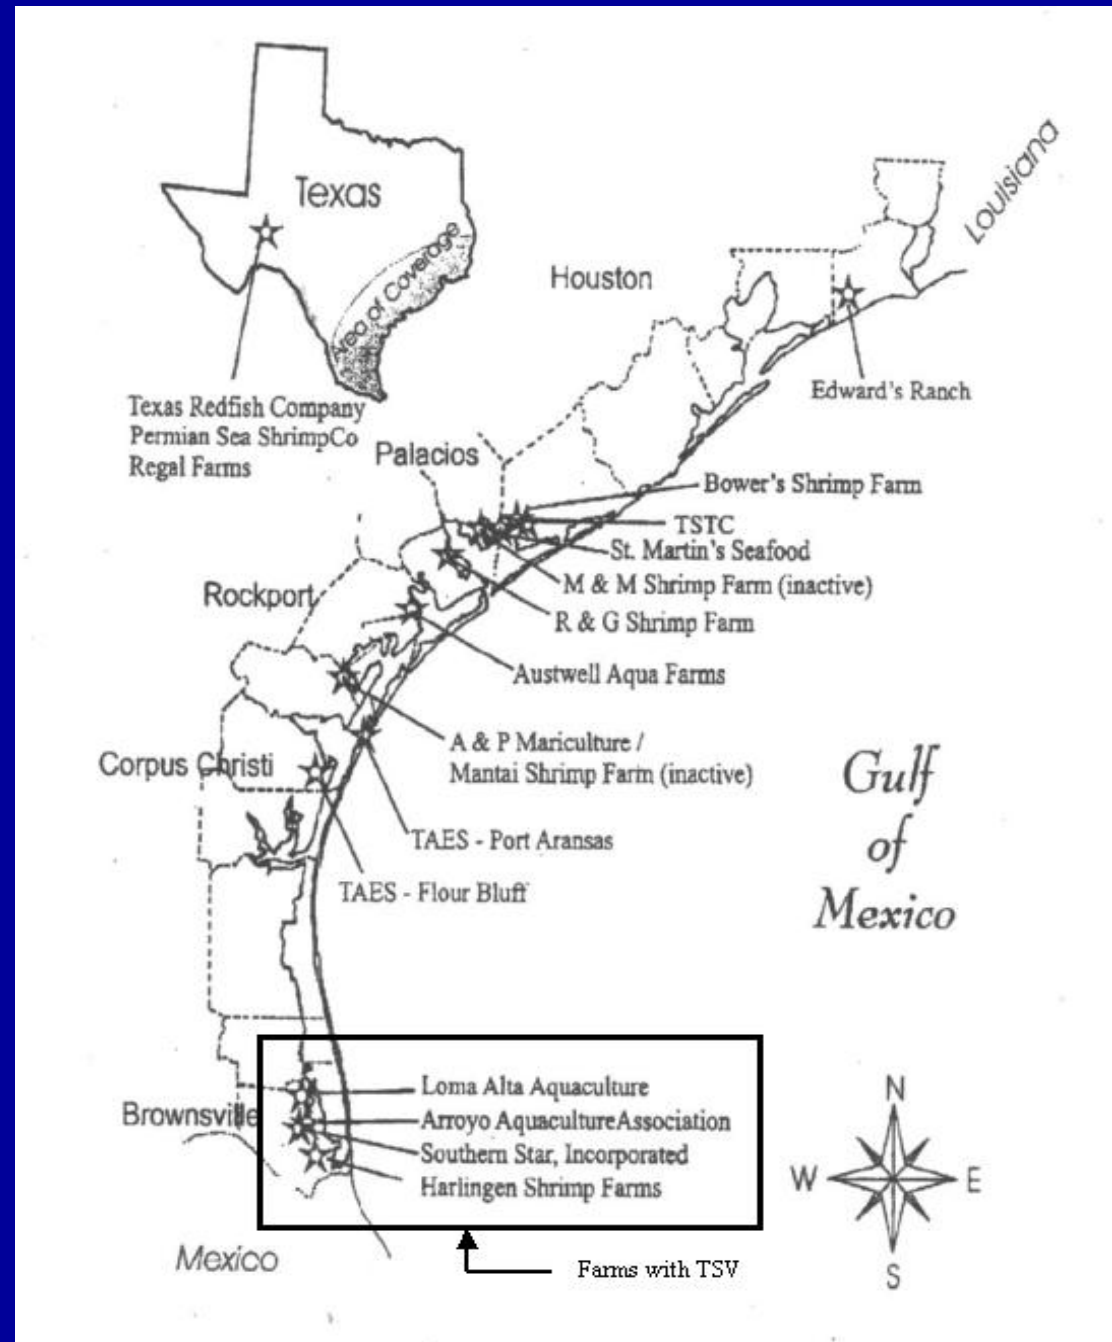 Texas
Area of Coverage
Louisiana
Houston
Edward's Ranch
Texas Redfish Company
Permian Sea ShrimpCo
Regal Farms
Palacios
Bower's Shrimp Farm
TSTC
St. Martin's Seafood
M & M Shrimp Farm (inactive)
R & G Shrimp Farm
Rockport
Austwell Aqua Farms
A & P Mariculture /
Mantai Shrimp Farm (inactive)
Corpus Christi
Gulf
of
Mexico
TAES - Port Aransas
TAES - Flour Bluff
Loma Alta Aquaculture
Brownsville
Arroyo AquacultureAssociation
Southern Star, Incorporated
Harlingen Shrimp Farms
N
W
E
S
Mexico
Farms with TSV